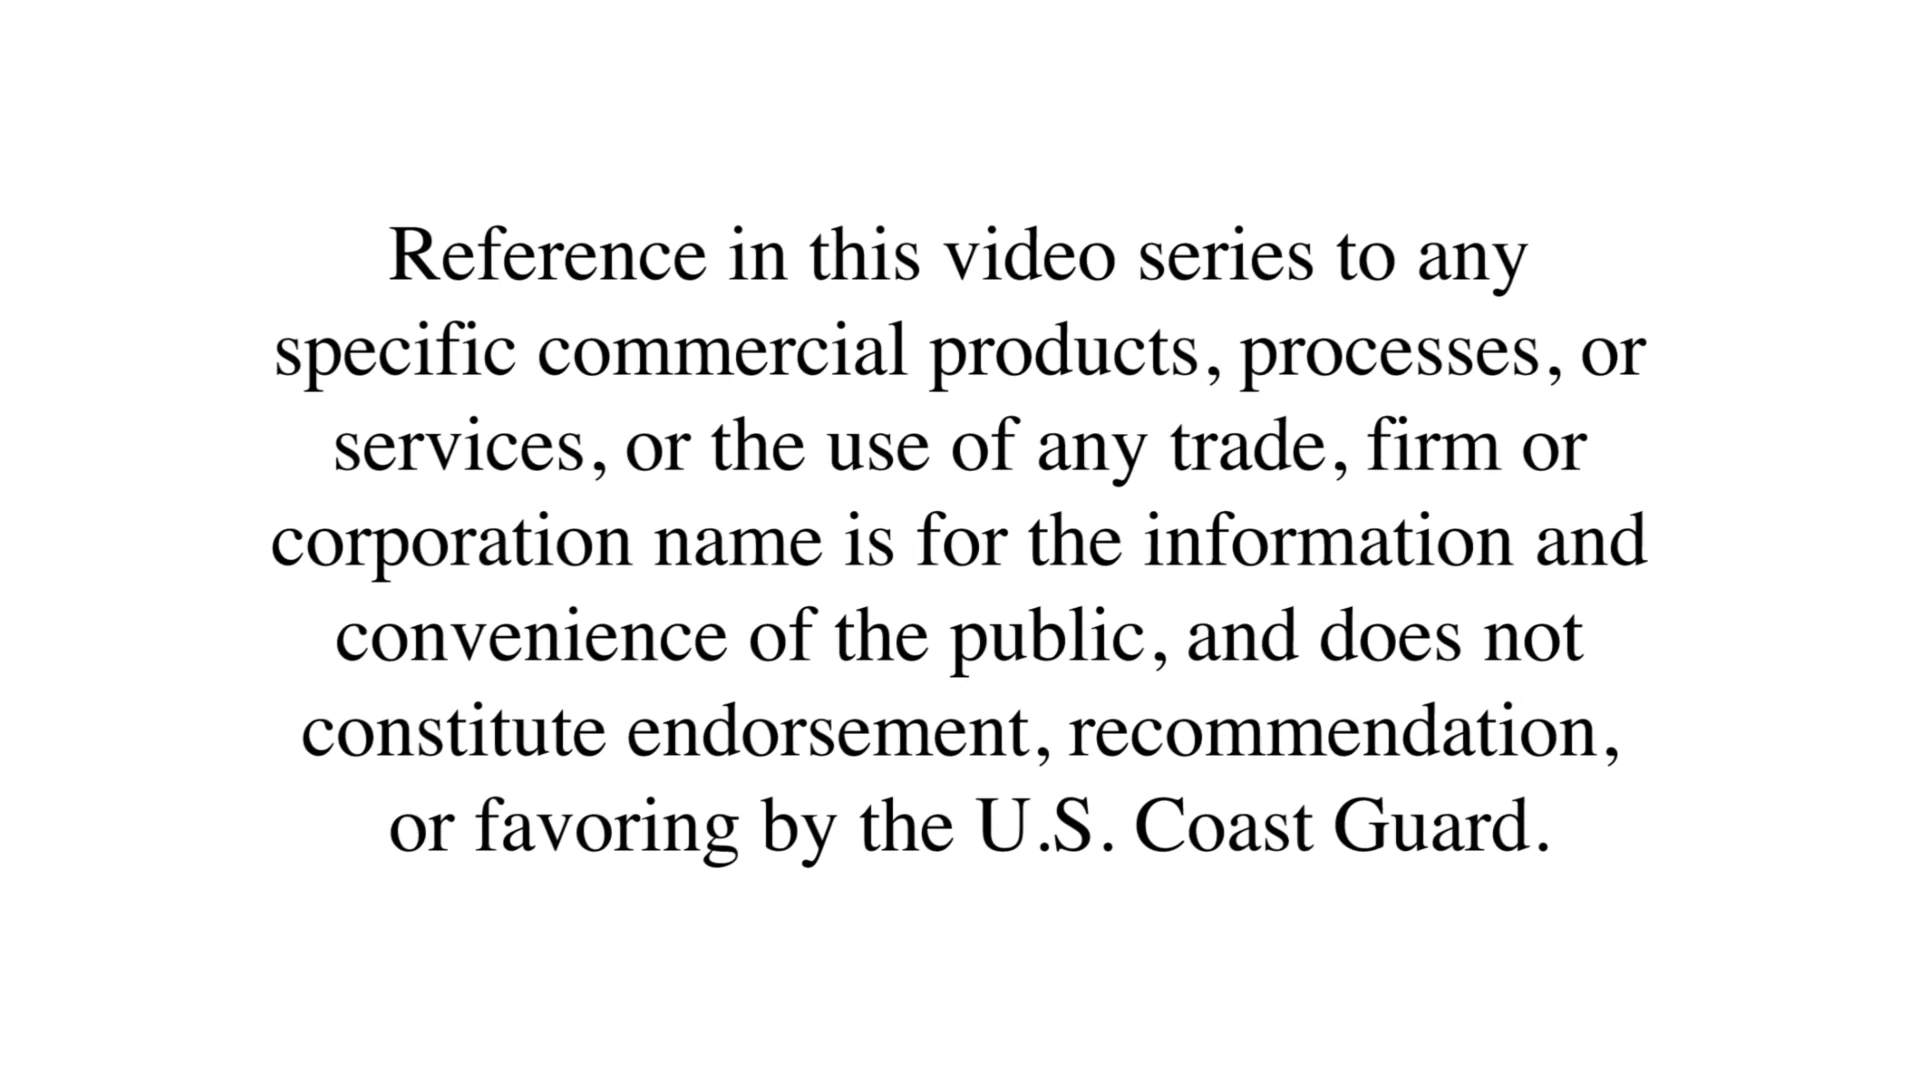 Reference in this video series to any
specific commercial products, processes, or
services, or the use of any trade, firm or
corporation name is for the information and
convenience of the public, and does not
constitute endorsement, recommendation,
or favoring by the U.S. Coast Guard.